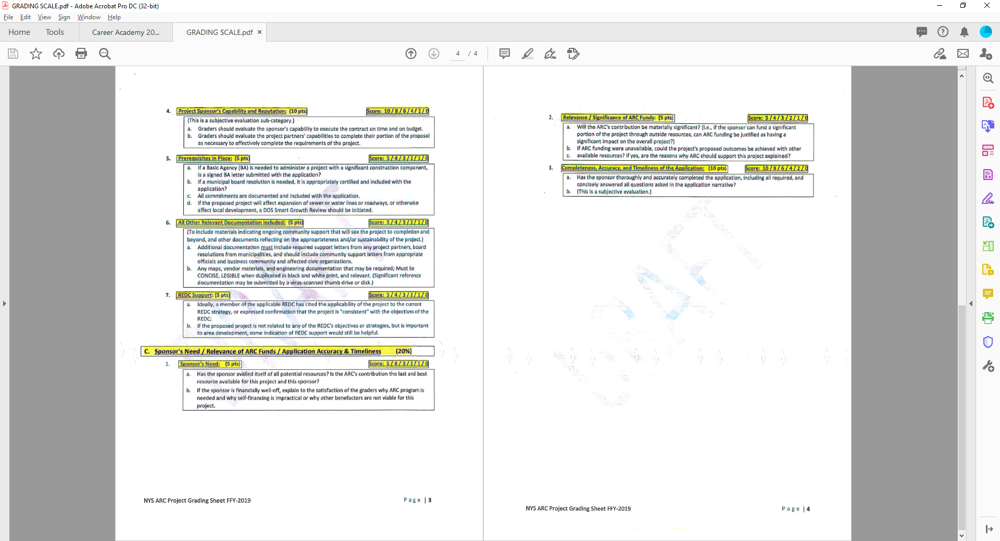 GRADING SCALE.pdf - Adobe Acrobat Pro DC (32-bit)
File Edit View Sign Window Help
Home Tools Career Academy 20... GRADING SCALE.pdf ×
4 / 4
4. Project Sponsor's Capability and Reputation: (10 pts) Score: 10 / 8 / 6 / 4 / 2 / 0
(This is a subjective evaluation sub-category.)
a. Graders should evaluate the sponsor's capability to execute the contract on time and on budget.
b. Graders should evaluate the project partners' capabilities to complete their portion of the proposal
as necessary to effectively complete the requirements of the project.
5. Prerequisites in Place: (5 pts) Score: 5 / 4 / 3 / 2 / 1 / 0
a. If a Basic Agency (BA) is needed to administer a project with a significant construction component,
is a signed BA letter submitted with the application?
b. If a municipal board resolution is needed, it is appropriately certified and included with the
application?
c. All commitments are documented and included with the application.
d. If the proposed project will affect expansion of sewer or water lines or roadways, or otherwise
affect local development, a DOS Smart Growth Review should be initiated.
6. All Other Relevant Documentation Included: (5 pts) Score: 5 / 4 / 3 / 2 / 1 / 0
(To include materials indicating ongoing community support that will see the project to completion and
beyond, and other documents reflecting on the appropriateness and/or sustainability of the project.)
a. Additional documentation must include required support letters from any project partners, board
resolutions from municipalities, and should include community support letters from appropriate
officials and business community and affected civic organizations.
b. Any maps, vendor materials, and engineering documentation that may be required; Must be
CONCISE, LEGIBLE when duplicated in black and white print, and relevant. (Significant reference
documentation may be submitted by a virus-scanned thumb drive or disk.)
7. REDC Support: (5 pts) Score: 5 / 4 / 3 / 2 / 1 / 0
a. Ideally, a member of the applicable REDC has cited the applicability of the project to the current
REDC strategy, or expressed confirmation that the project is "consistent" with the objectives of the
REDC;
b. If the proposed project is not related to any of the REDC's objectives or strategies, but is important
to area development, some indication of REDC support would still be helpful.
C. Sponsor's Need / Relevance of ARC Funds / Application Accuracy & Timeliness (20%)
1. Sponsor's Need: (5 pts) Score: 5 / 4 / 3 / 2 / 1 / 0
a. Has the sponsor availed itself of all potential resources? Is the ARC's contribution the last and best
resource available for this project and this sponsor?
b. If the sponsor is financially well-off, explain to the satisfaction of the graders why ARC program is
needed and why self-financing is impractical or why other benefactors are not viable for this
project.
NYS ARC Project Grading Sheet FFY-2019 Page | 3
2. Relevance / Significance of ARC Funds: (5 pts) Score: 5 / 4 / 3 / 2 / 1 / 0
a. Will the ARC's contribution be materially significant? (I.e., if the sponsor can fund a significant
portion of the project through outside resources, can ARC funding be justified as having a
significant impact on the overall project?)
b. If ARC funding were unavailable, could the project's proposed outcomes be achieved with other
c. available resources? If yes, are the reasons why ARC should support this project explained?
3. Completeness, Accuracy, and Timeliness of the Application: (10 pts) Score: 10 / 8 / 6 / 4 / 2 / 0
a. Has the sponsor thoroughly and accurately completed the application, including all required, and
concisely answered all questions asked in the application narrative?
b. (This is a subjective evaluation.)
DRAFT
NYS ARC Project Grading Sheet FFY-2019 Page | 4